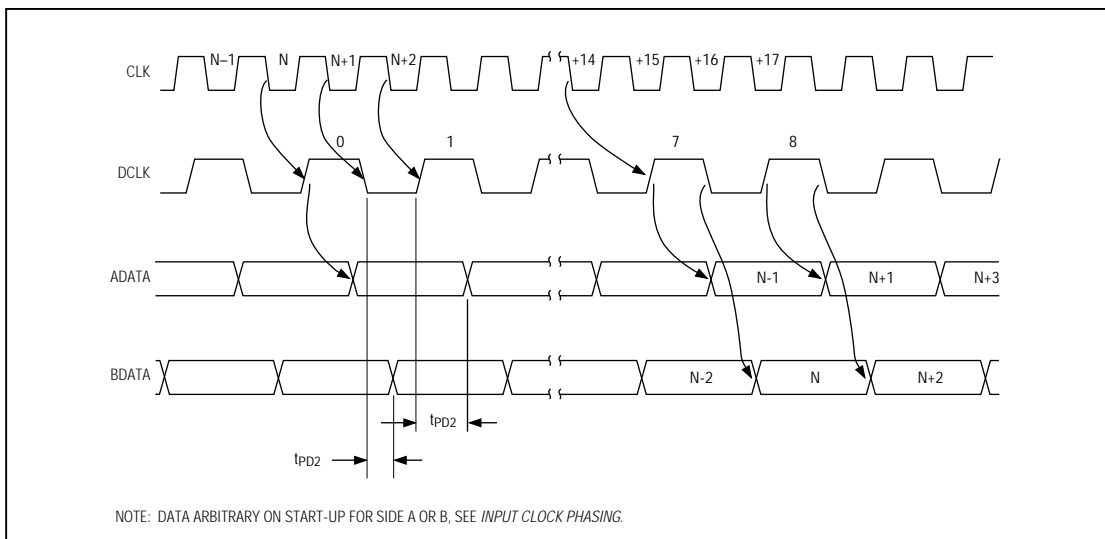 N–1 N N+1 N+2 +14 +15 +16 +17
CLK
0 1 7 8
DCLK
ADATA N-1 N+1 N+3
BDATA N-2 N N+2
tPD2
tPD2
NOTE: DATA ARBITRARY ON START-UP FOR SIDE A OR B, SEE INPUT CLOCK PHASING.